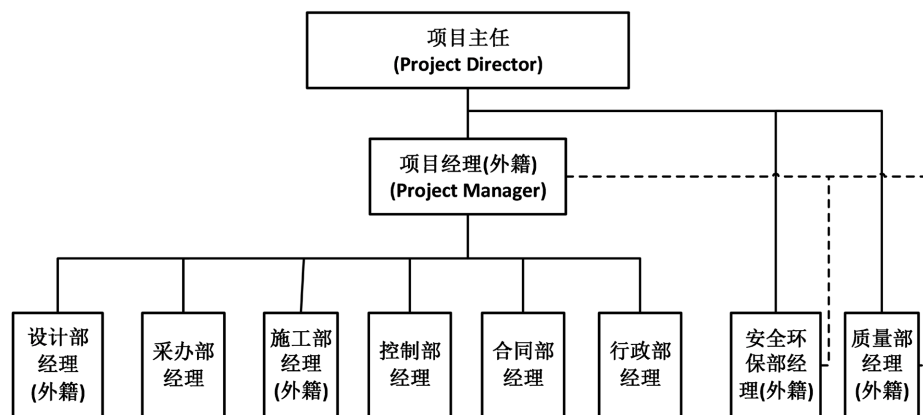 项目主任
(Project Director)
项目经理(外籍)
(Project Manager)
设计部
经理
(外籍)
采办部
经理
施工部
经理
(外籍)
控制部
经理
合同部
经理
行政部
经理
安全环
保部经
理(外籍)
质量部
经理
(外籍)